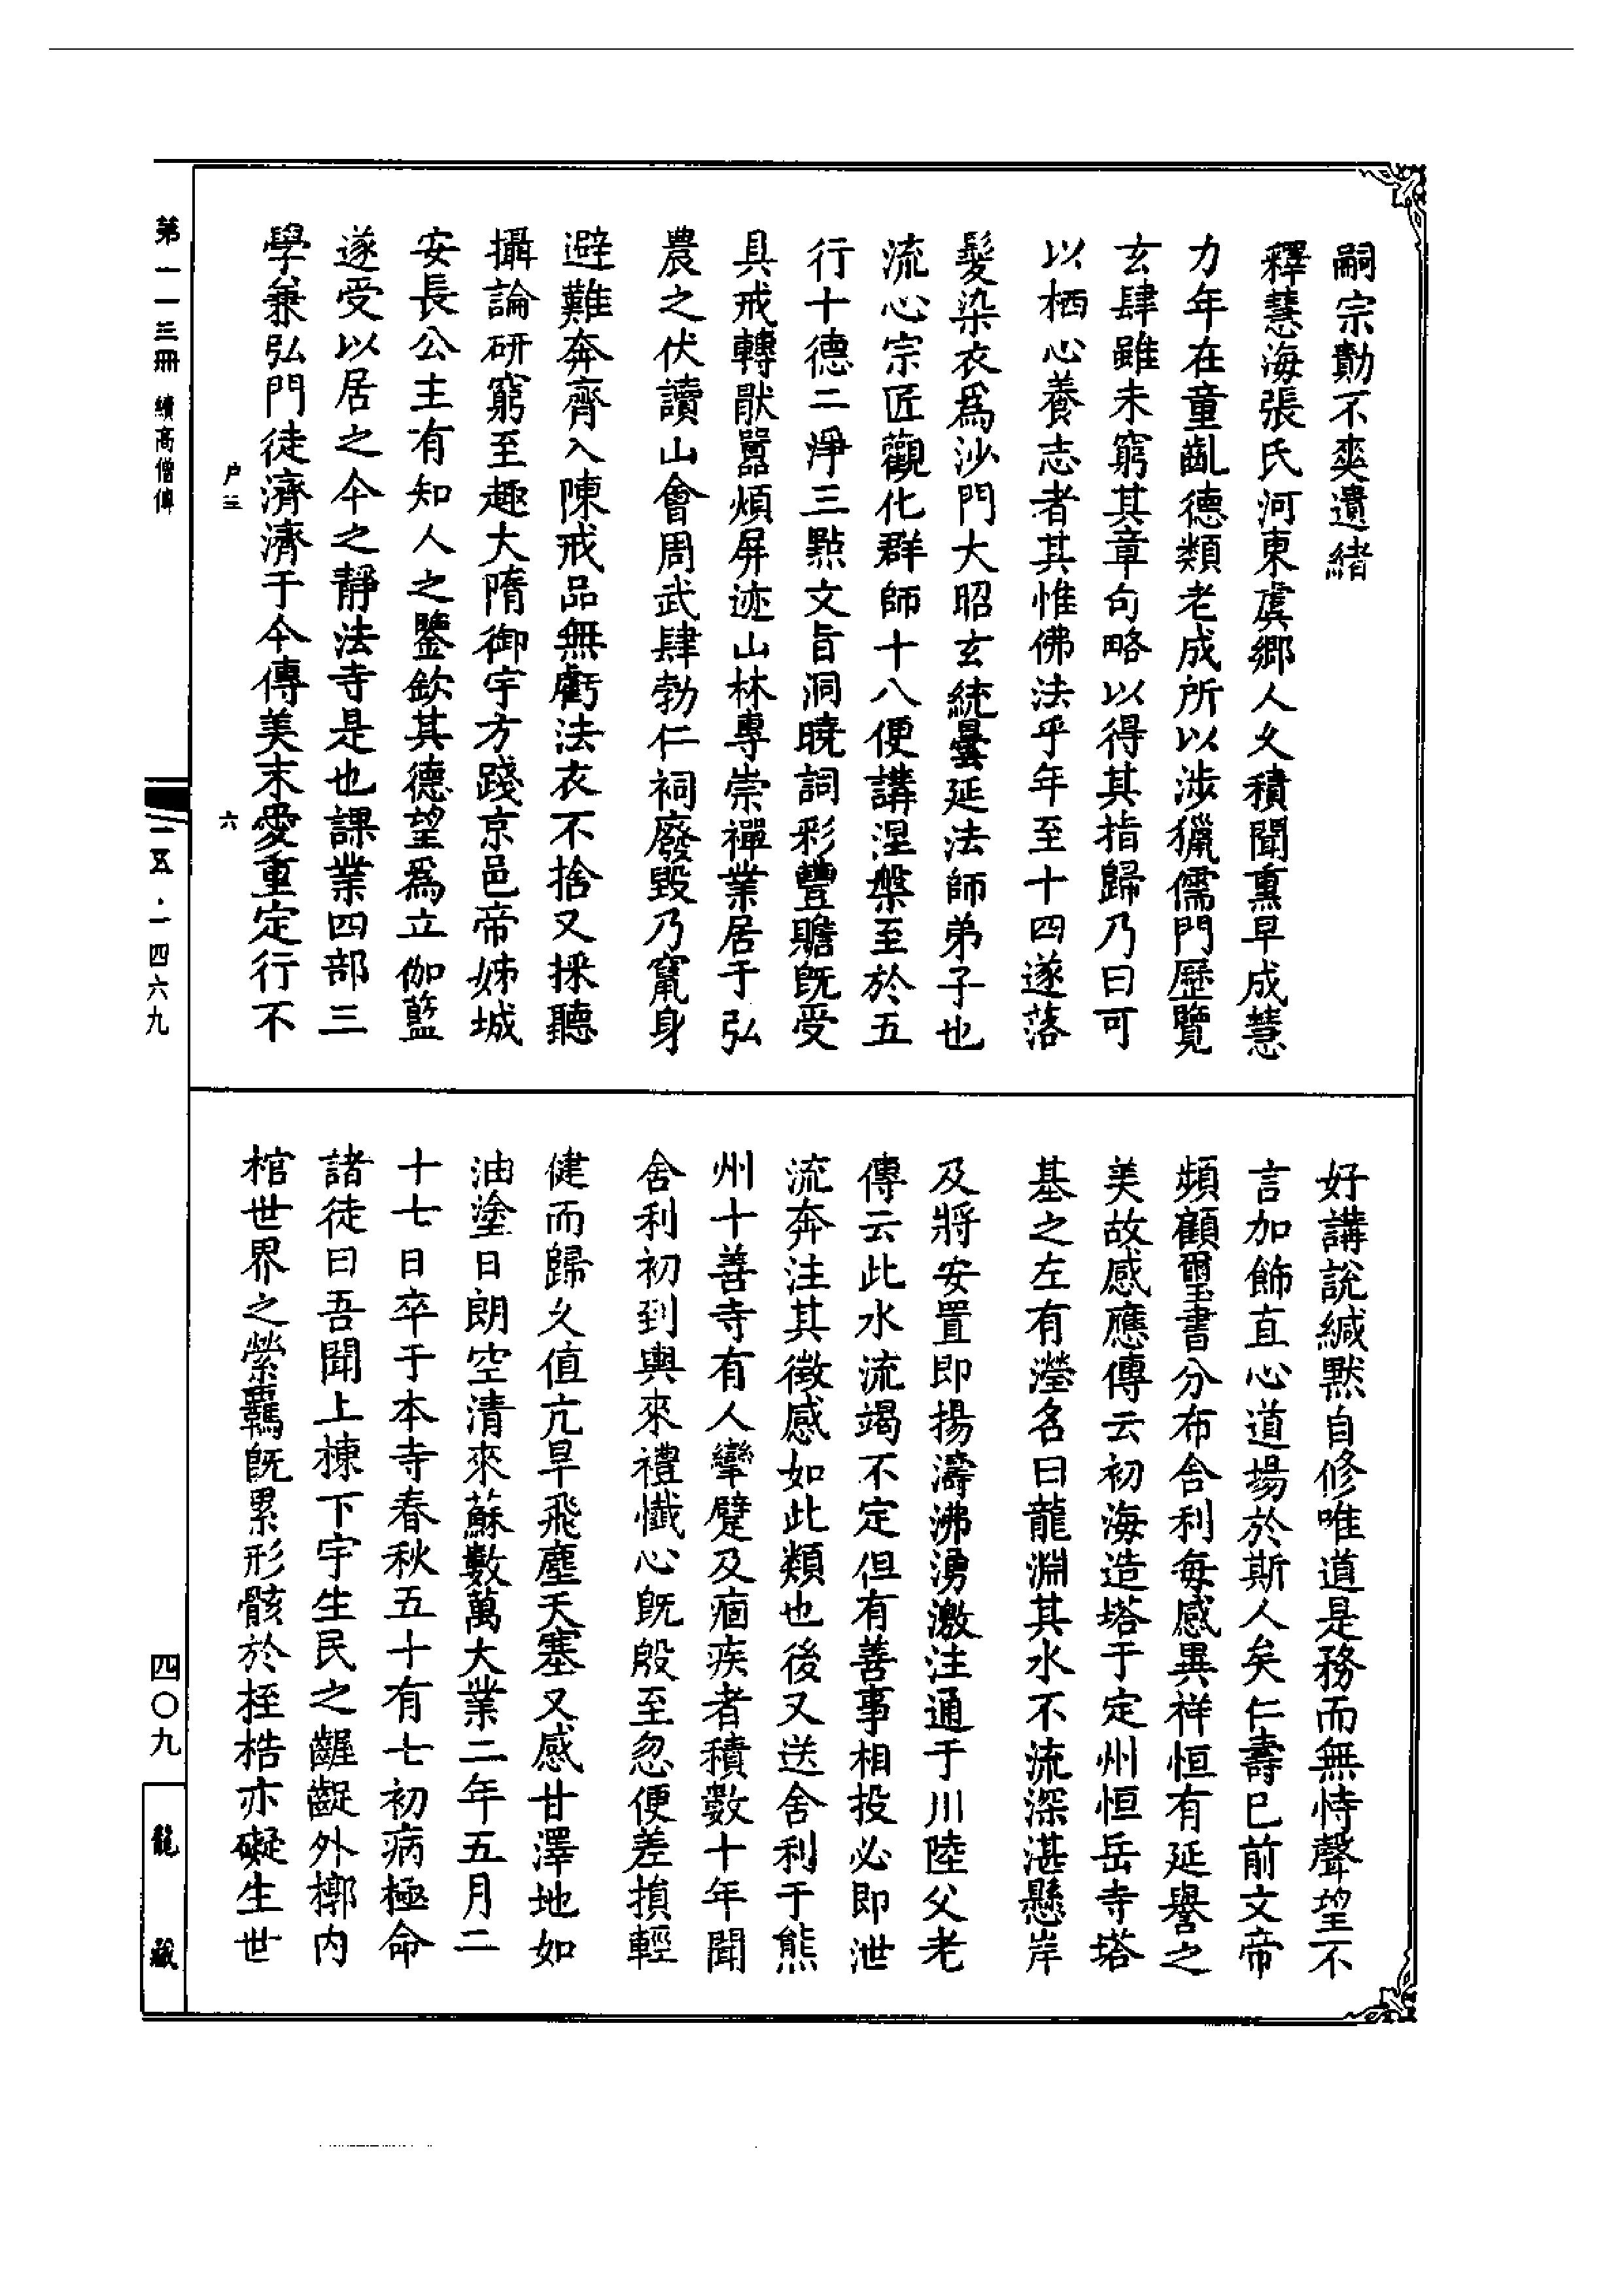 嗣宗勣不爽遺緒
釋慧海張氏河東虞鄉人久積聞熏早成慧
力年在童齓德類老成所以涉獵儒門歷覽
玄肆雖未窮其章句略以得其指歸乃曰可
以栖心養志者其惟佛法乎年至十四遂落
髮染衣爲沙門大昭玄統曇延法師弟子也
流心宗匠觀化群師十八便講涅槃至於五
行十德二淨三點文旨洞曉詞彩豐贍既受
具戒轉猒囂煩屏迹山林專崇禪業居于弘
農之伏讀山會周武肆勃仁祠廢毀乃竄身
避難奔齊入陳戒品無虧法衣不捨又採聽
攝論研窮至趣大隋御宇方踐京邑帝姊城
安長公主有知人之鑒欽其德望爲立伽藍
遂受以居之今之靜法寺是也課業四部三
學兼弘門徒濟濟于今傳美末愛重定行不
好講說緘默自修唯道是務而無恃聲望不
言加飾直心道場於斯人矣仁壽已前文帝
頻顧璽書分布舍利每感異祥恒有延譽之
美故感應傳云初海造塔于定州恒岳寺塔
基之左有瀅名曰龍淵其水不流深湛懸岸
及將安置即揚濤沸湧激注通于川陸父老
傳云此水流竭不定但有善事相投必即泄
流奔注其徵感如此類也後又送舍利于熊
州十善寺有人攣躄及痼疾者積數十年聞
舍利初到輿來禮懺心既殷至忽便差損輕
健而歸久值亢旱飛塵天塞又感甘澤地如
油塗日朗空清來蘇數萬大業二年五月二
十七日卒于本寺春秋五十有七初病極命
諸徒曰吾聞上棟下宇生民之齷齪外槨內
棺世界之縈羈既累形骸於桎梏亦礙生世
户三 六
第一一三冊 續高僧傳
一五·一四六九
四〇九
龍藏